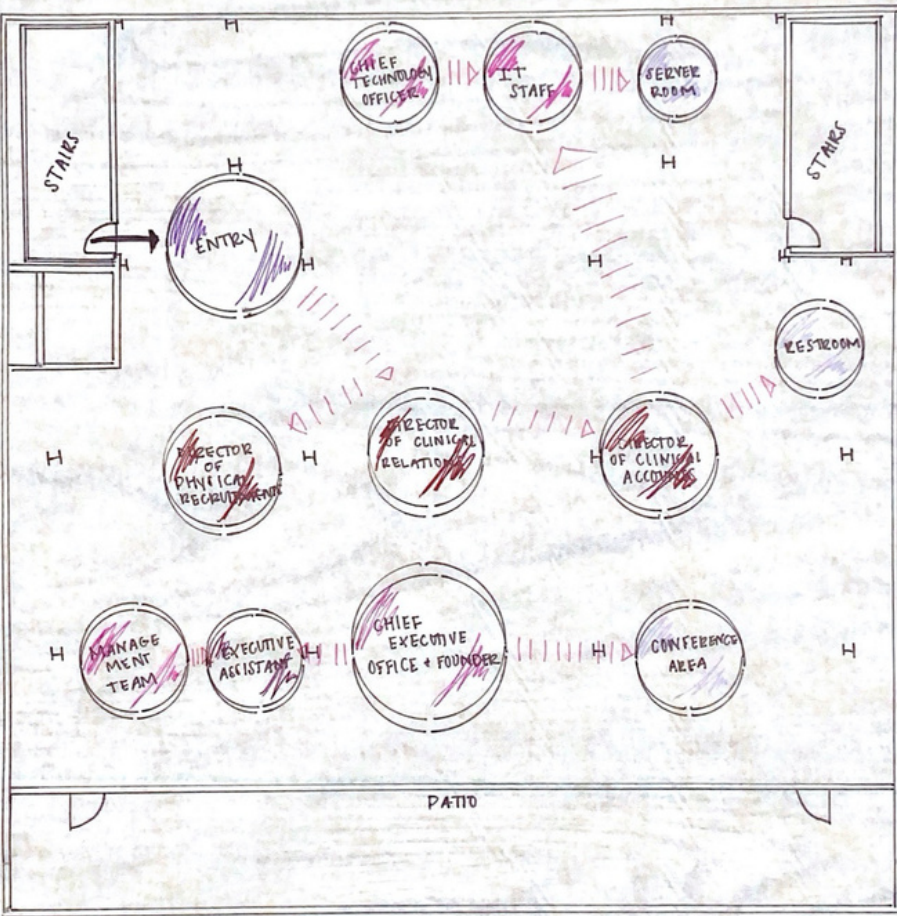 CHIEF
TECHNOLOGY
OFFICER
IT
STAFF
SERVER
ROOM
STAIRS
STAIRS
ENTRY
RESTROOM
DIRECTOR
OF
PHYSICAL
RECRUITMENT
DIRECTOR
OF CLINICAL
RELATIONS
DIRECTOR
OF CLINICAL
ACCOUNTS
MANAGE
MENT
TEAM
EXECUTIVE
ASSISTANT
CHIEF
EXECUTIVE
OFFICE + FOUNDER
CONFERENCE
AREA
PATIO